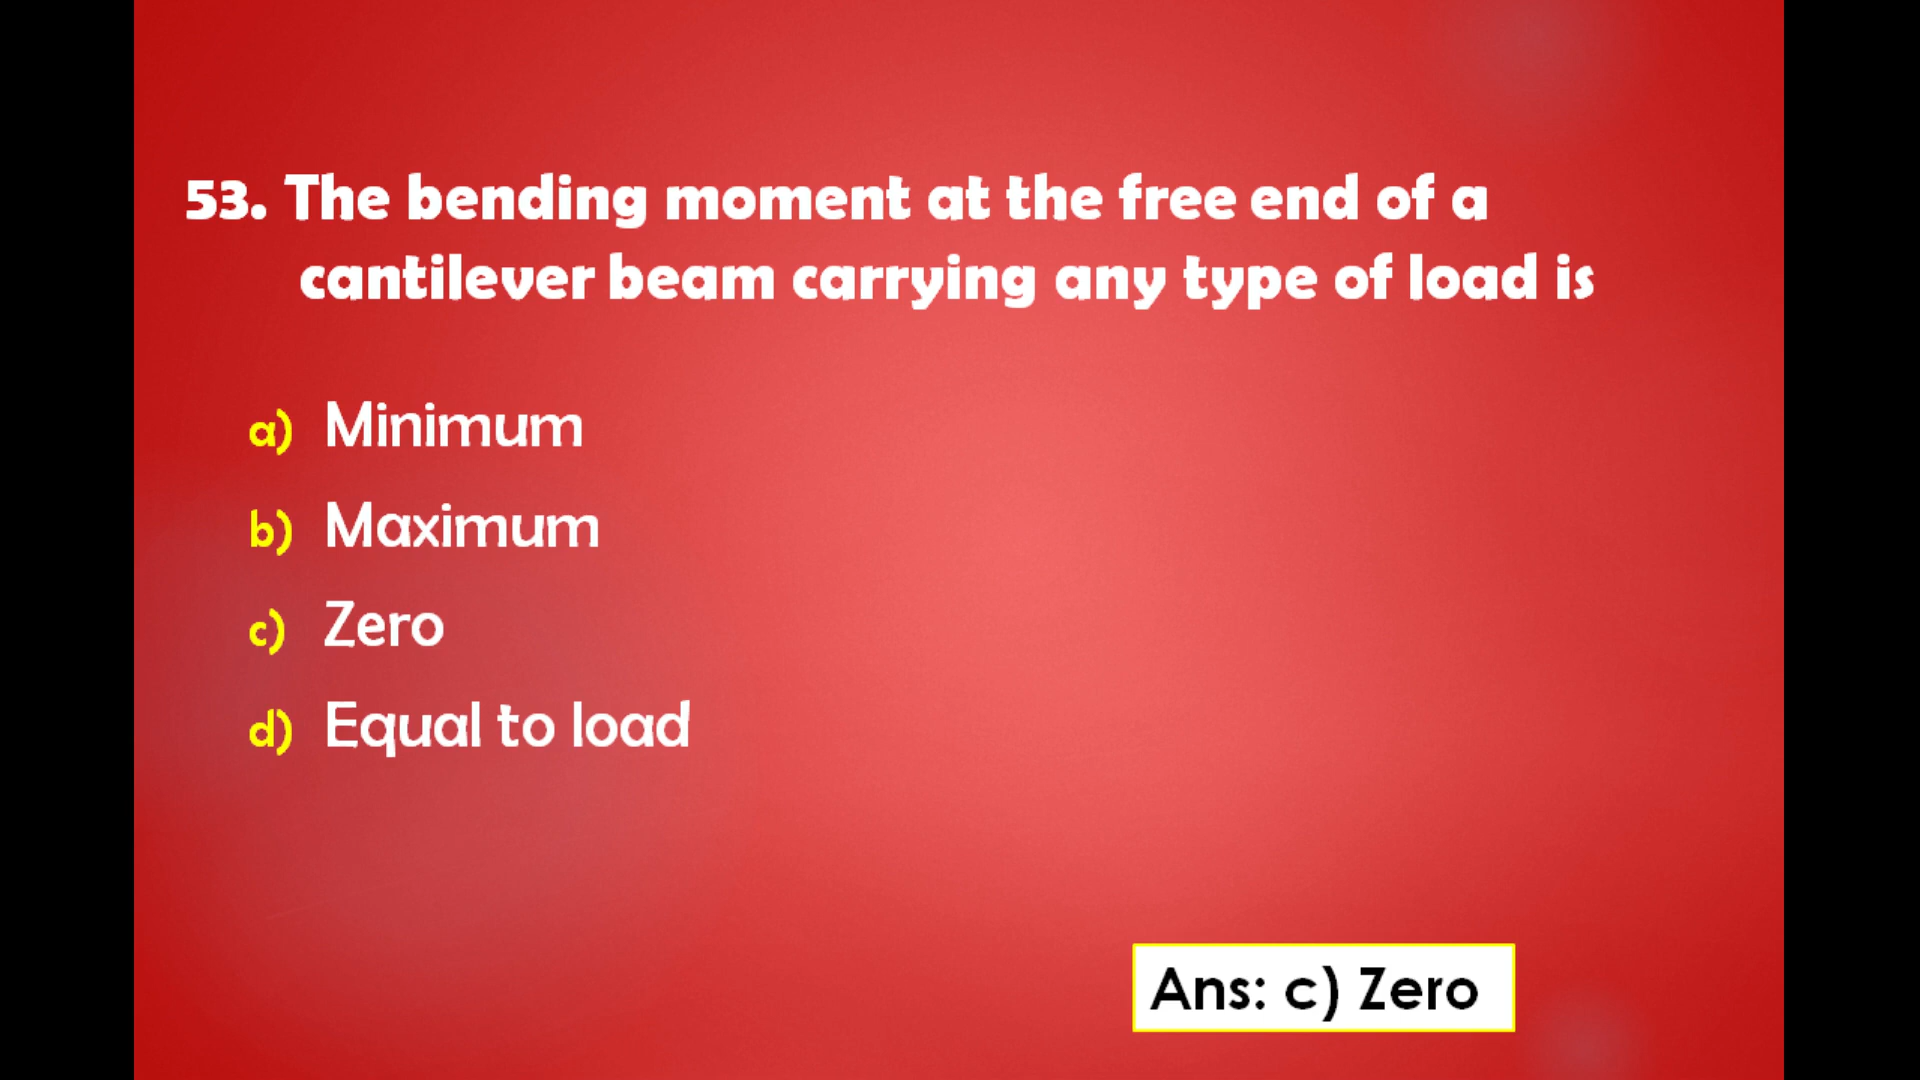 53. The bending moment at the free end of a
cantilever beam carrying any type of load is
a) Minimum
b) Maximum
c) Zero
d) Equal to load
Ans: c) Zero